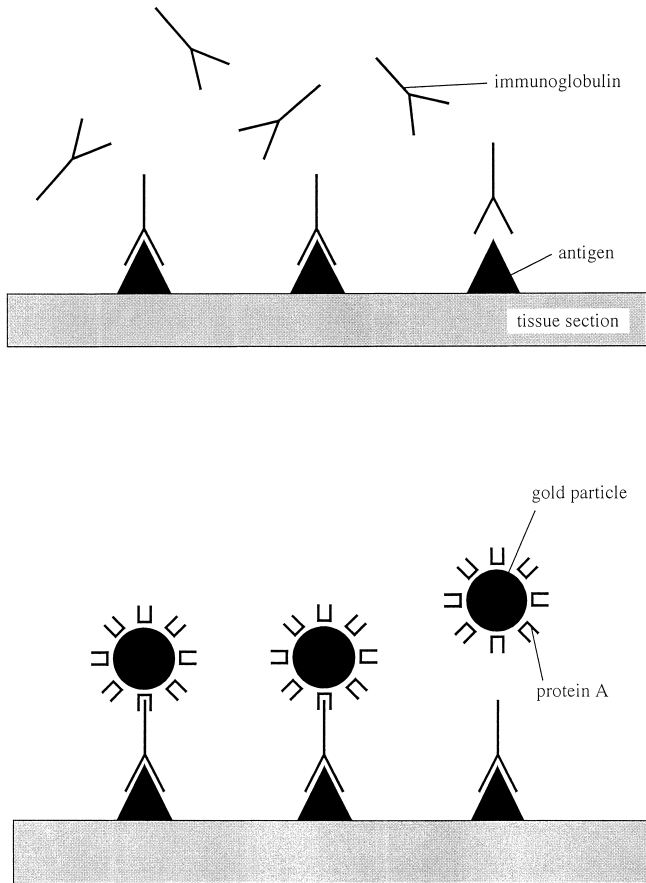 immunoglobulin
antigen
tissue section
gold particle
protein A